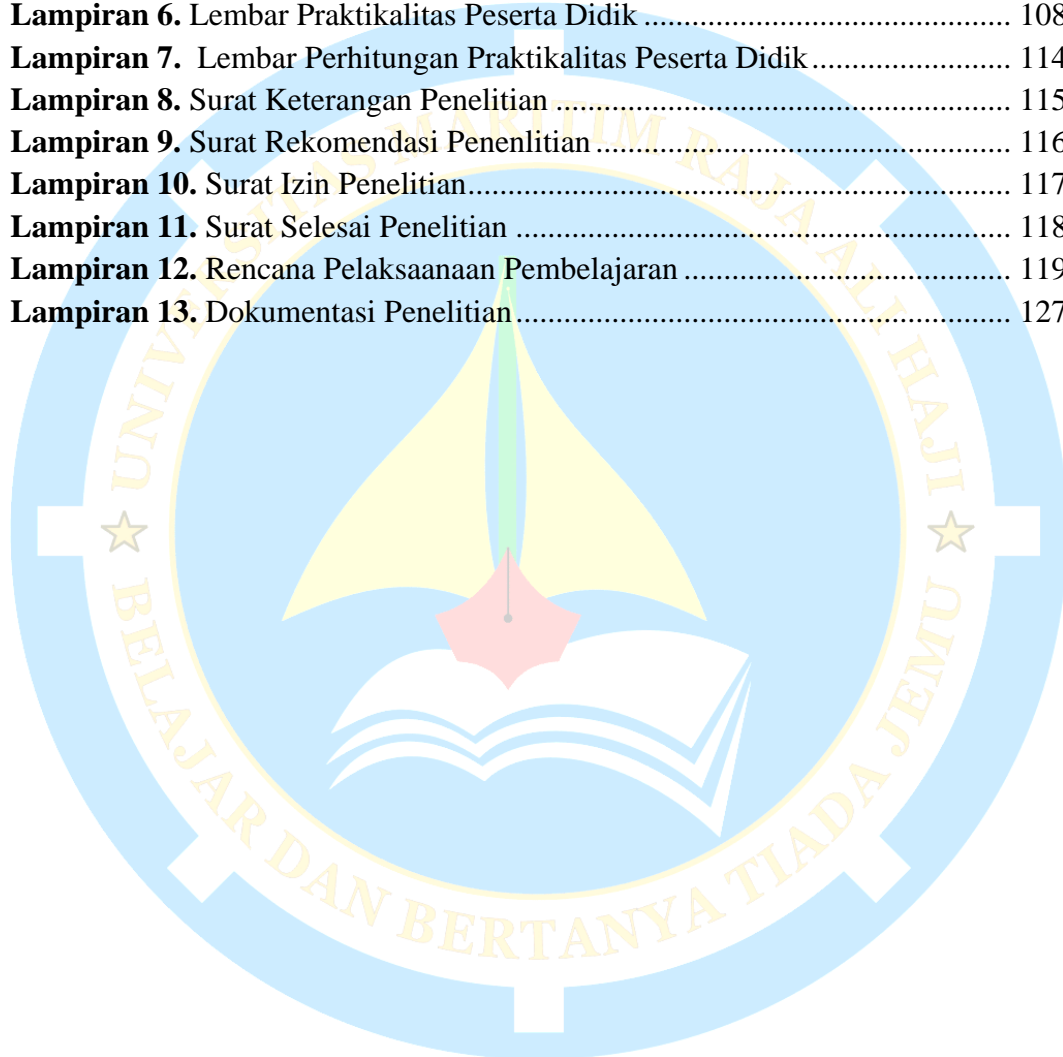 Lampiran 6. Lembar Praktikalitas Peserta Didik ................................................ 108
Lampiran 7.  Lembar Perhitungan Praktikalitas Peserta Didik .......................... 114
Lampiran 8. Surat Keterangan Penelitian ........................................................... 115
Lampiran 9. Surat Rekomendasi Penenlitian ..................................................... 116
Lampiran 10. Surat Izin Penelitian ..................................................................... 117
Lampiran 11. Surat Selesai Penelitian ............................................................... 118
Lampiran 12. Rencana Pelaksaanaan Pembelajaran .......................................... 119
Lampiran 13. Dokumentasi Penelitian ............................................................... 127
UNIVERSITAS MARITIM RAJA ALI HAJI
BELAJAR DAN BERTANYA TIADA JEMU